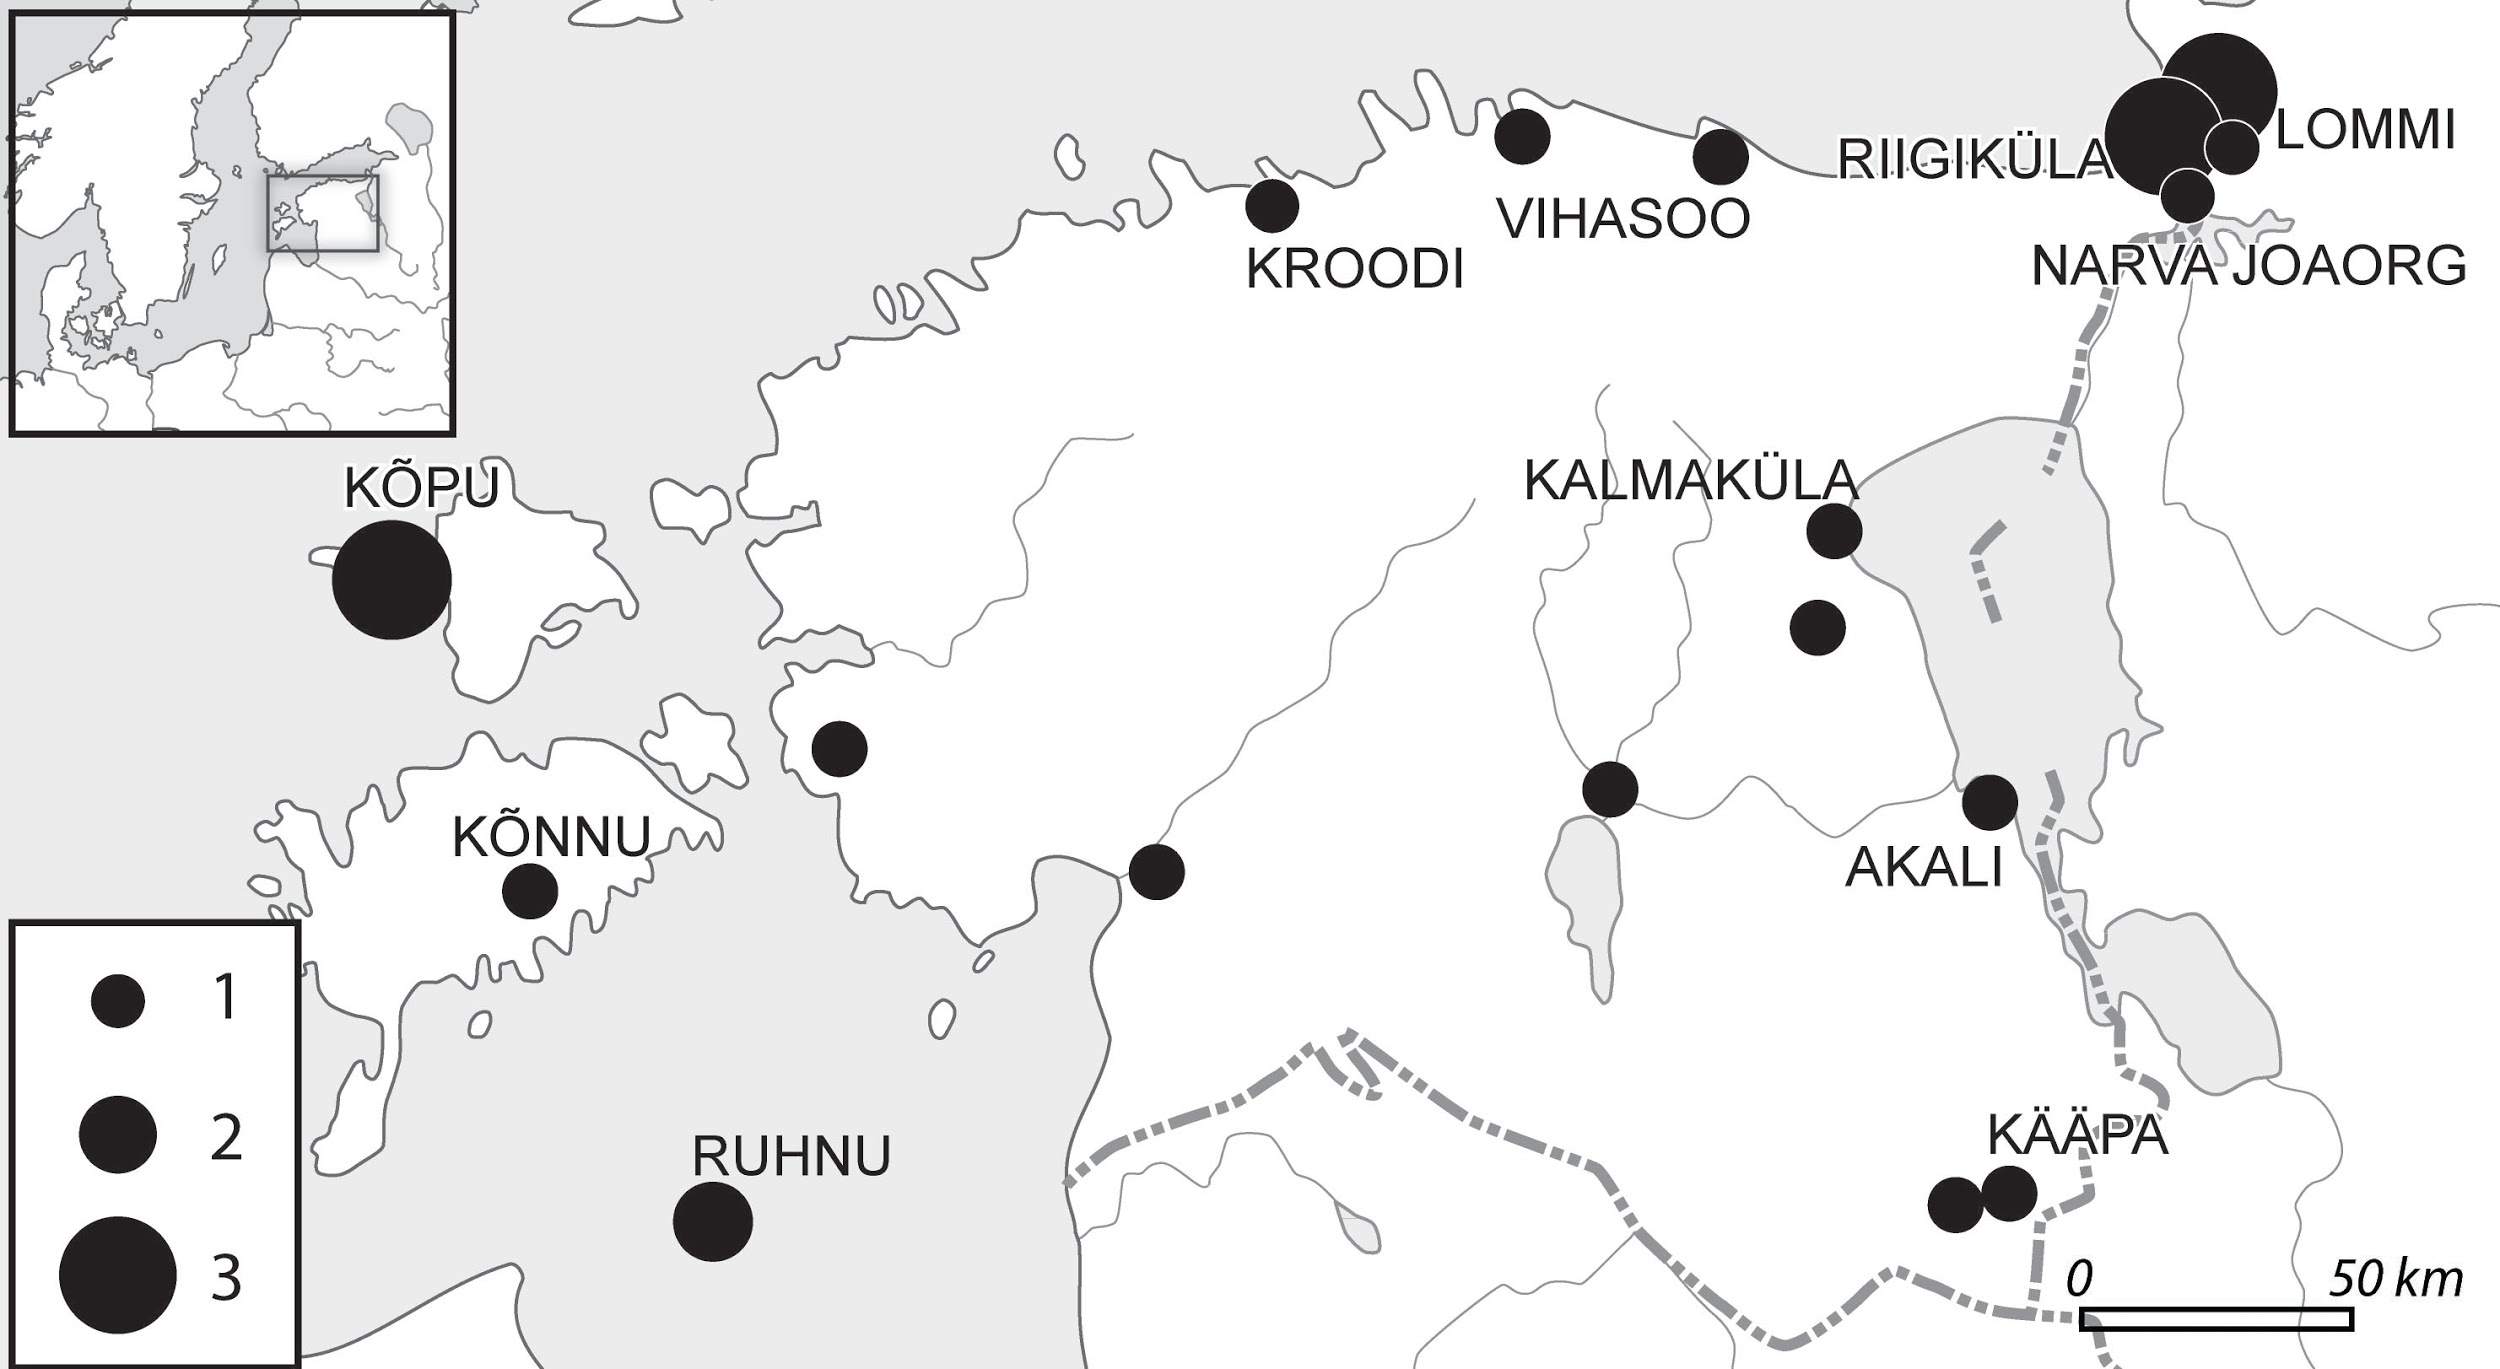 LOMMI
RIIGIKÜLA
VIHASOO
KROODI
NARVA JOAORG
KÕPU
KALMAKÜLA
KÕNNU
AKALI
1
2
3
RUHNU
KÄÄPA
0 50 km